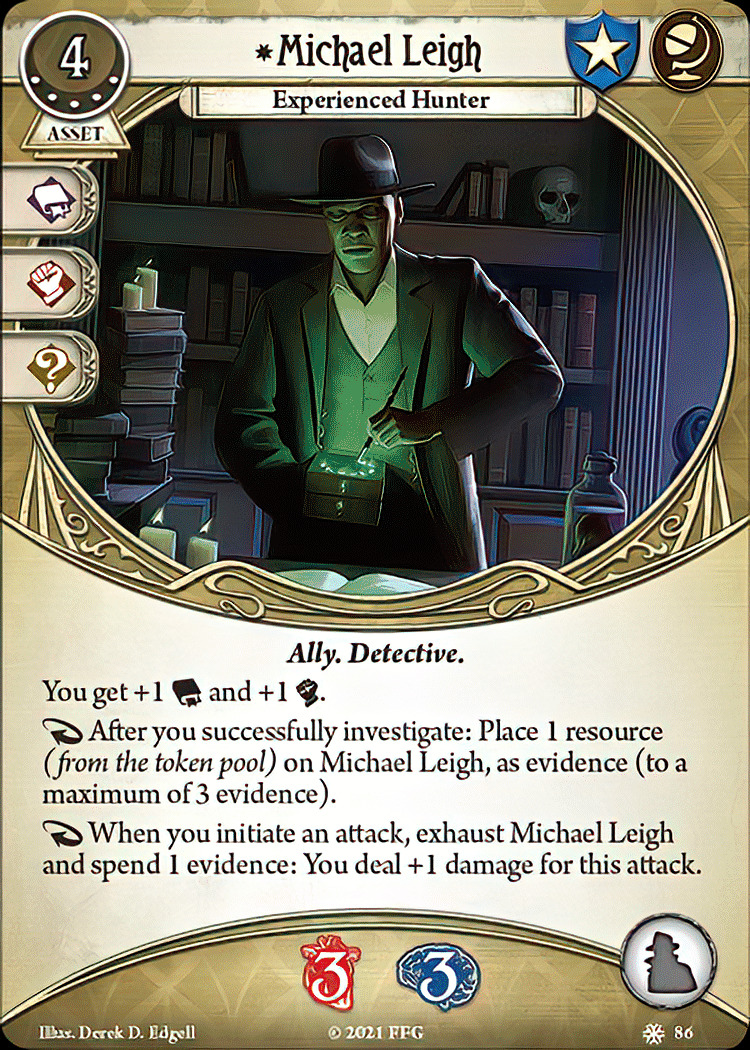 4
Michael Leigh
Experienced Hunter
ASSET
?
Ally. Detective.
You get +1 and +1 .
After you successfully investigate: Place 1 resource
(from the token pool) on Michael Leigh, as evidence (to a
maximum of 3 evidence).
When you initiate an attack, exhaust Michael Leigh
and spend 1 evidence: You deal +1 damage for this attack.
3
3
Illus. Derek D. Edgell
© 2021 FFG
86